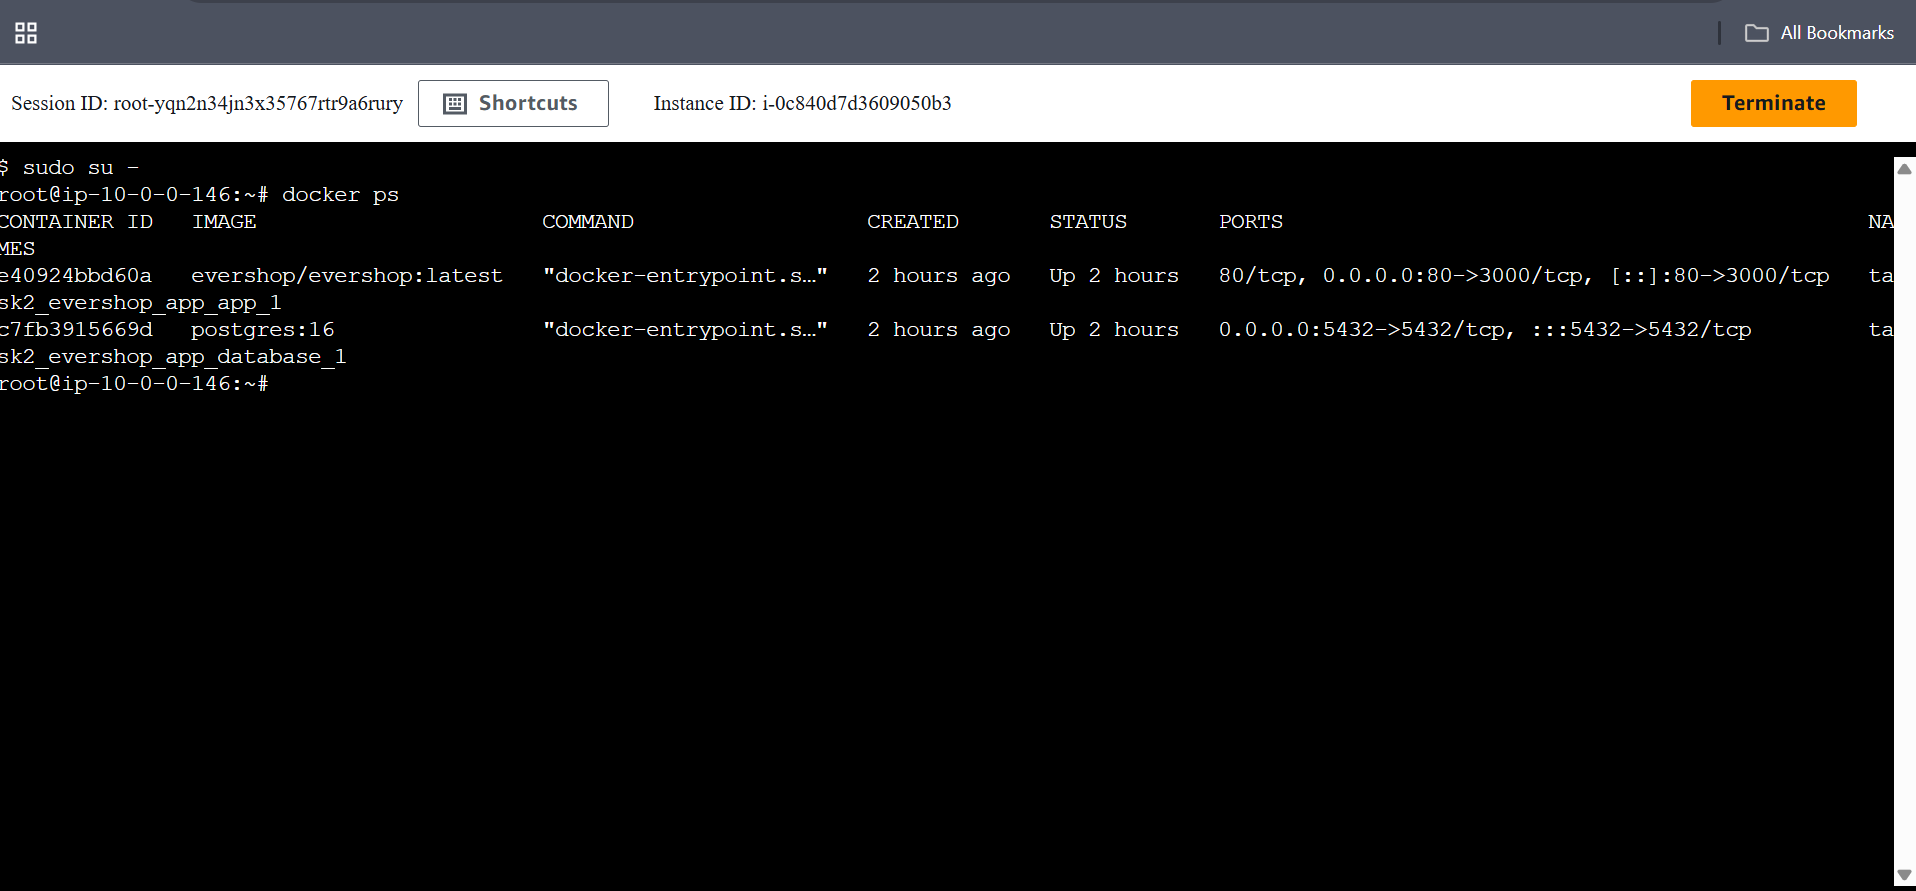 All Bookmarks
Session ID: root-yqn2n34jn3x35767rtr9a6rury Shortcuts Instance ID: i-0c840d7d3609050b3 Terminate
$ sudo su -
root@ip-10-0-0-146:~# docker ps
CONTAINER ID IMAGE COMMAND CREATED STATUS PORTS NA
MES
e40924bbd60a evershop/evershop:latest "docker-entrypoint.s…" 2 hours ago Up 2 hours 80/tcp, 0.0.0.0:80->3000/tcp, [::]:80->3000/tcp ta
sk2_evershop_app_app_1
c7fb3915669d postgres:16 "docker-entrypoint.s…" 2 hours ago Up 2 hours 0.0.0.0:5432->5432/tcp, :::5432->5432/tcp ta
sk2_evershop_app_database_1
root@ip-10-0-0-146:~#